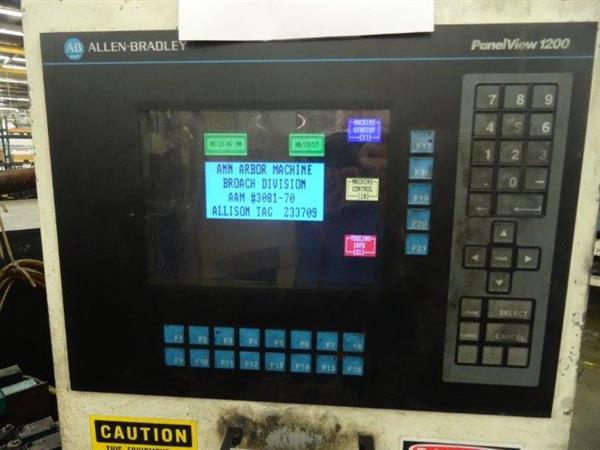 AB ALLEN-BRADLEY
PanelView 1200
MACHINE
STARTUP
(17)
ANN ARBOR MACHINE
BROACH DIVISION
AAM #3081-70
ALLISON TAG 233709
MACHINE
CONTROL
TOOLING
INFO
(21)
F17
F18
F19
F20
F21
7 8 9
4 5 6
1 2 3
0
F1 F2 F3 F4 F5 F6 F7 F8
F9 F10 F11 F12 F13 F14 F15 F16
SELECT
CANCEL
CAUTION
THIS EQUIPMENT